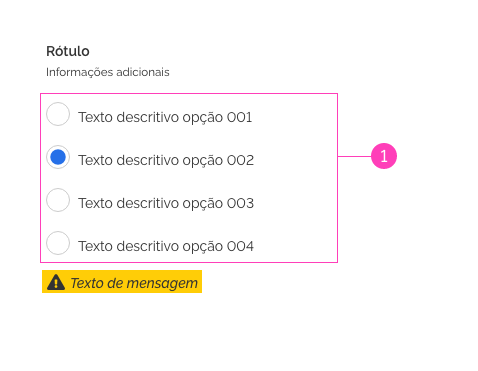 Rótulo
Informações adicionais
Texto descritivo opção 001
Texto descritivo opção 002
1
Texto descritivo opção 003
Texto descritivo opção 004
Texto de mensagem